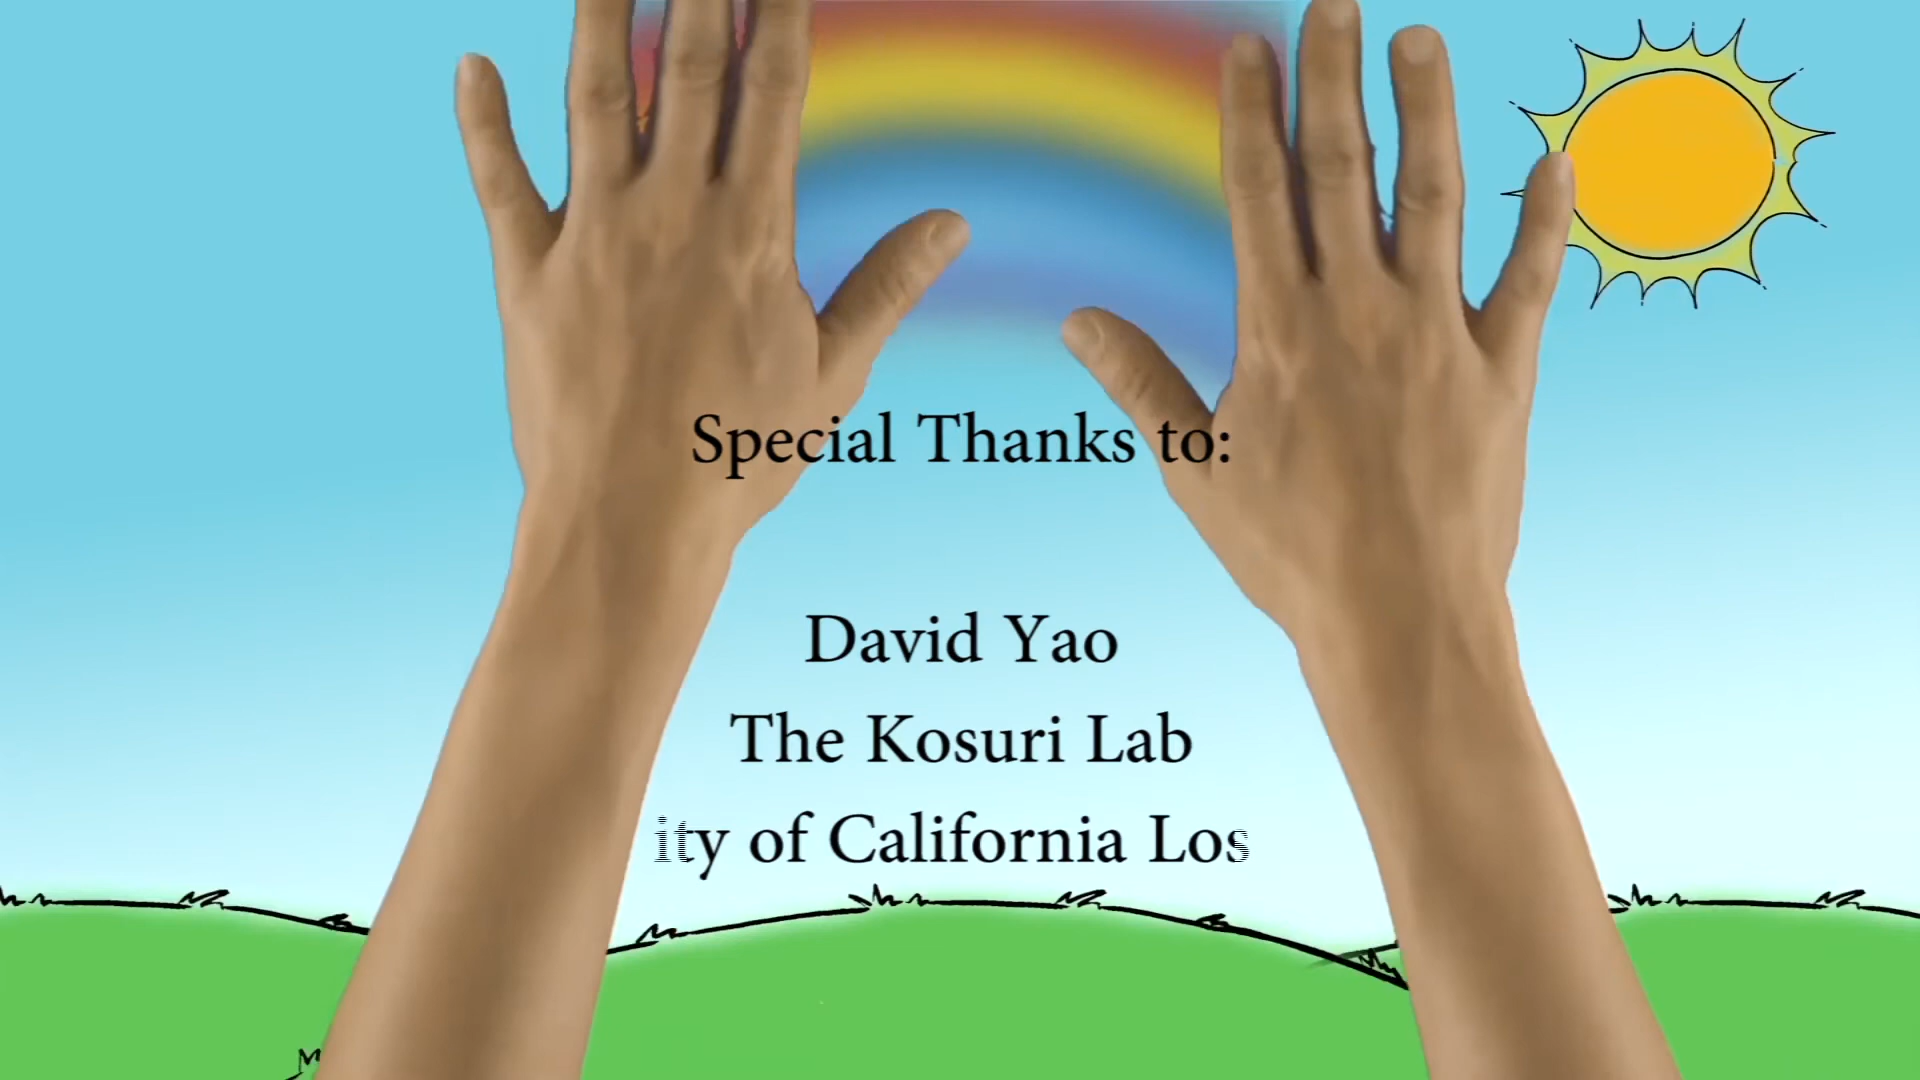 Special Thanks to:
David Yao
The Kosuri Lab
ity of California Los